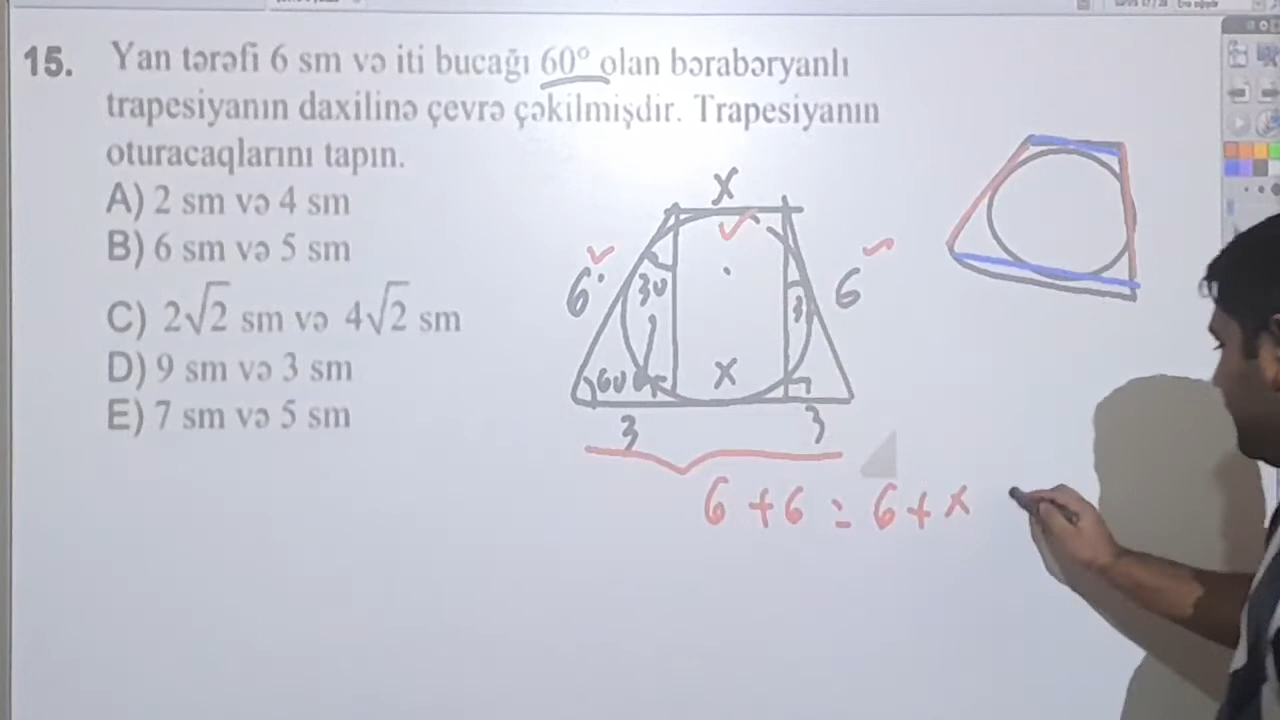 15. Yan tərəfi 6 sm və iti bucağı 60° olan bərabəryanlı
trapesiyanın daxilinə çevrə çəkilmişdir. Trapesiyanın
oturacaqlarını tapın.
A) 2 sm və 4 sm
B) 6 sm və 5 sm
C) 2√2 sm və 4√2 sm
D) 9 sm və 3 sm
E) 7 sm və 5 sm
x
6 6
30 3
60 x
3 3
6 + 6 = 6 + x